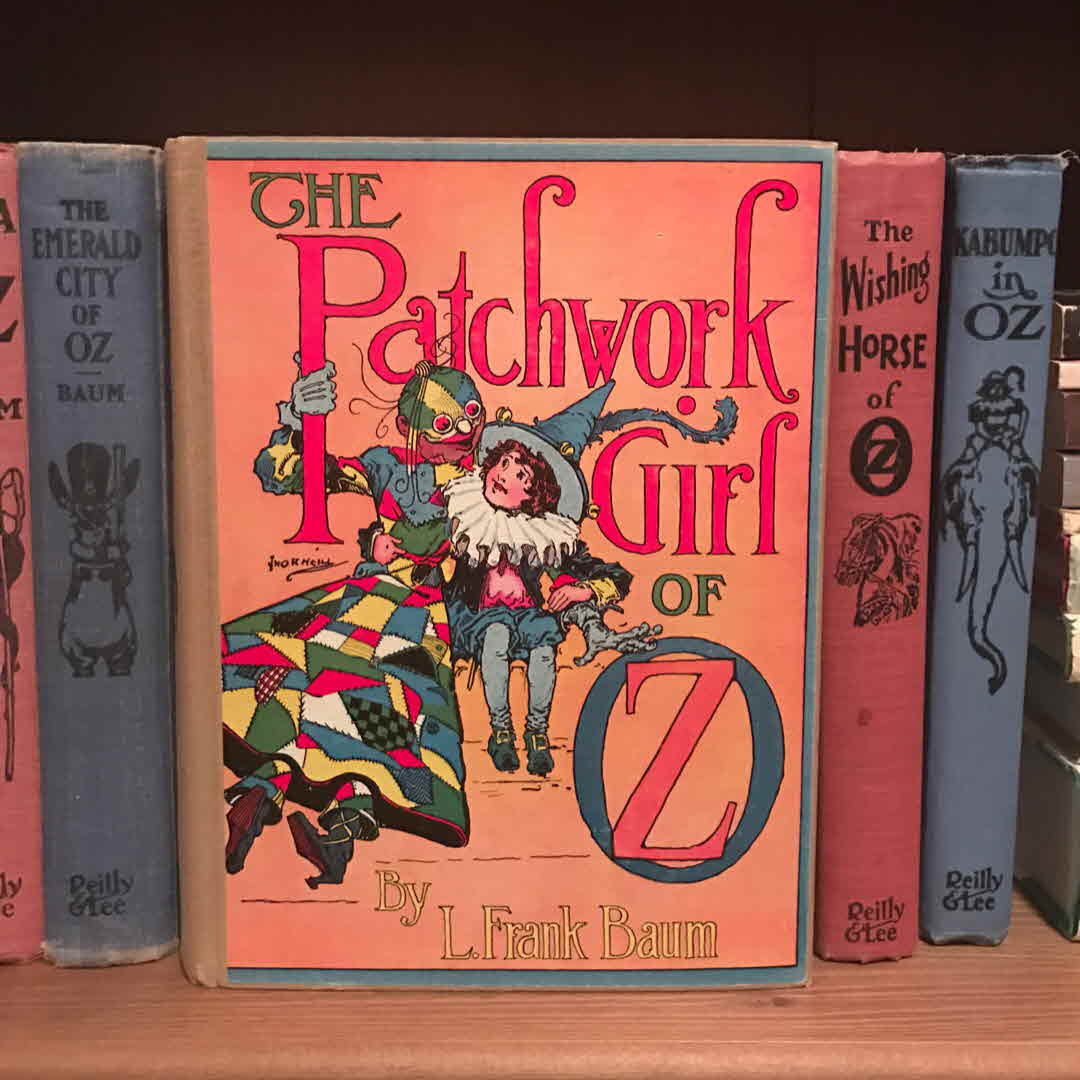 A
Z
M
ly
e
THE
EMERALD
CITY
OF
OZ
BAUM
Reilly
& Lee
THE
Patchwork
Girl
OF
OZ
JNO R NEILL
By
L. Frank Baum
The
Wishing
HORSE
of
OZ
Reilly
& Lee
KABUMPO
in
OZ
Reilly
& Lee